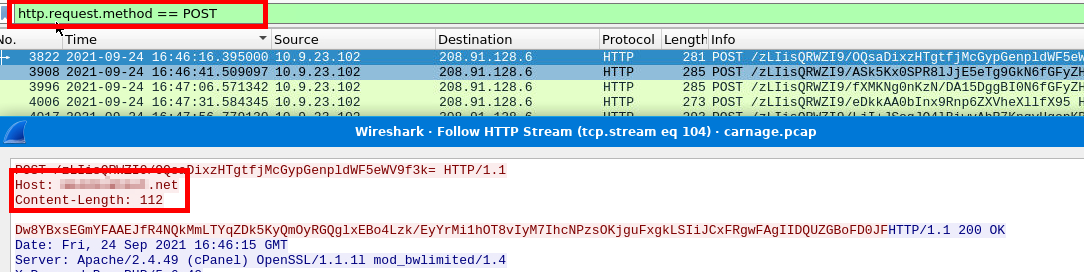 http.request.method == POST
No. Time Source Destination Protocol Length Info
3822 2021-09-24 16:46:16.395000 10.9.23.102 208.91.128.6 HTTP 281 POST /zLIisQRWZI9/OQsaDixzHTgtfjMcGypGenpldWF5eW
3908 2021-09-24 16:46:41.509097 10.9.23.102 208.91.128.6 HTTP 285 POST /zLIisQRWZI9/ASk5Kx0SPR8lJjE5eTg9GkN6fGFyZH
3996 2021-09-24 16:47:06.571342 10.9.23.102 208.91.128.6 HTTP 285 POST /zLIisQRWZI9/fXMKNg0nKzN/DA15DggBI0N6fGFyZH
4006 2021-09-24 16:47:31.584345 10.9.23.102 208.91.128.6 HTTP 273 POST /zLIisQRWZI9/eDkkAA0bInx9Rnp6ZXVheXllfX95 H
Wireshark · Follow HTTP Stream (tcp.stream eq 104) · carnage.pcap
POST /zLIisQRWZI9/OQsaDixzHTgtfjMcGypGenpldWF5eWV9f3k= HTTP/1.1
Host: .net
Content-Length: 112
Dw8YBxsEGmYFAAEJfR4NQkMmLTYqZDk5KyQmOyRGQglxEBo4Lzk/EyYrMi1hOT8vIyM7IhcNPzsOKjguFxgkLSIiJCxFRgwFAgIIDQUZGBoFD0JFHTTP/1.1 200 OK
Date: Fri, 24 Sep 2021 16:46:15 GMT
Server: Apache/2.4.49 (cPanel) OpenSSL/1.1.1l mod_bwlimited/1.4